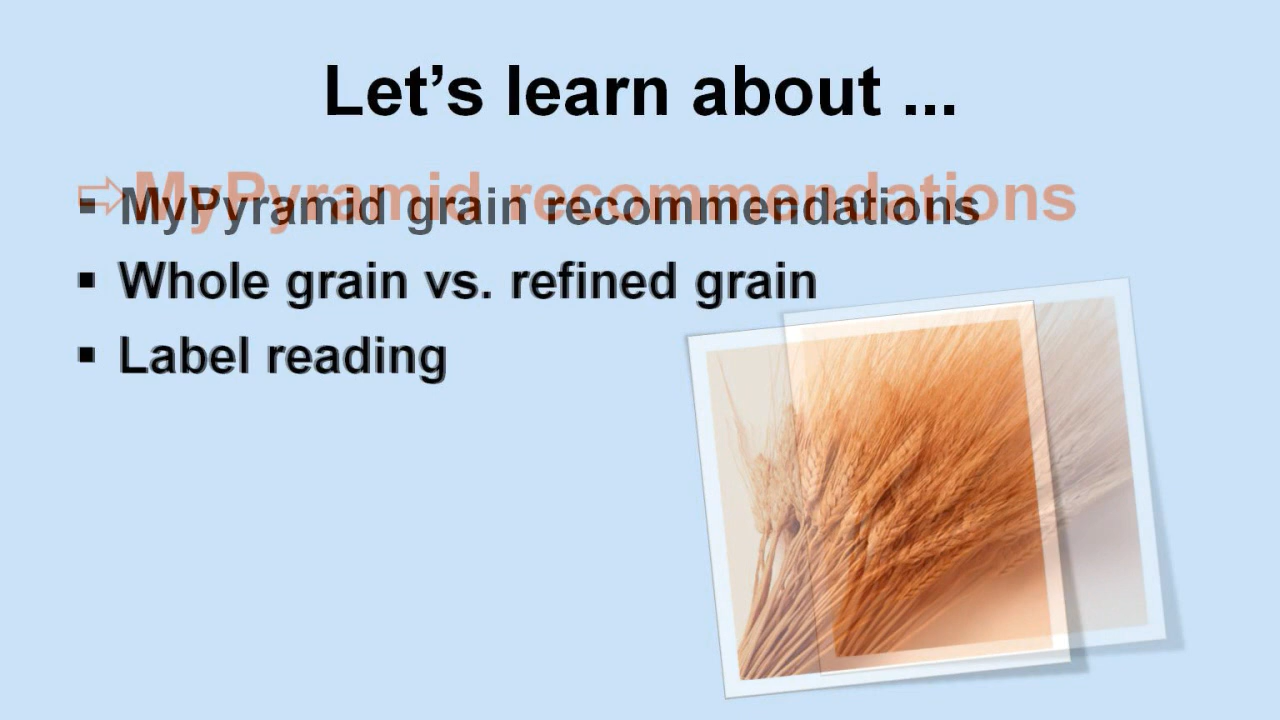 Let’s learn about ...
⇨MyPyramid recommendations
▪ MyPyramid grain recommendations
▪ Whole grain vs. refined grain
▪ Label reading